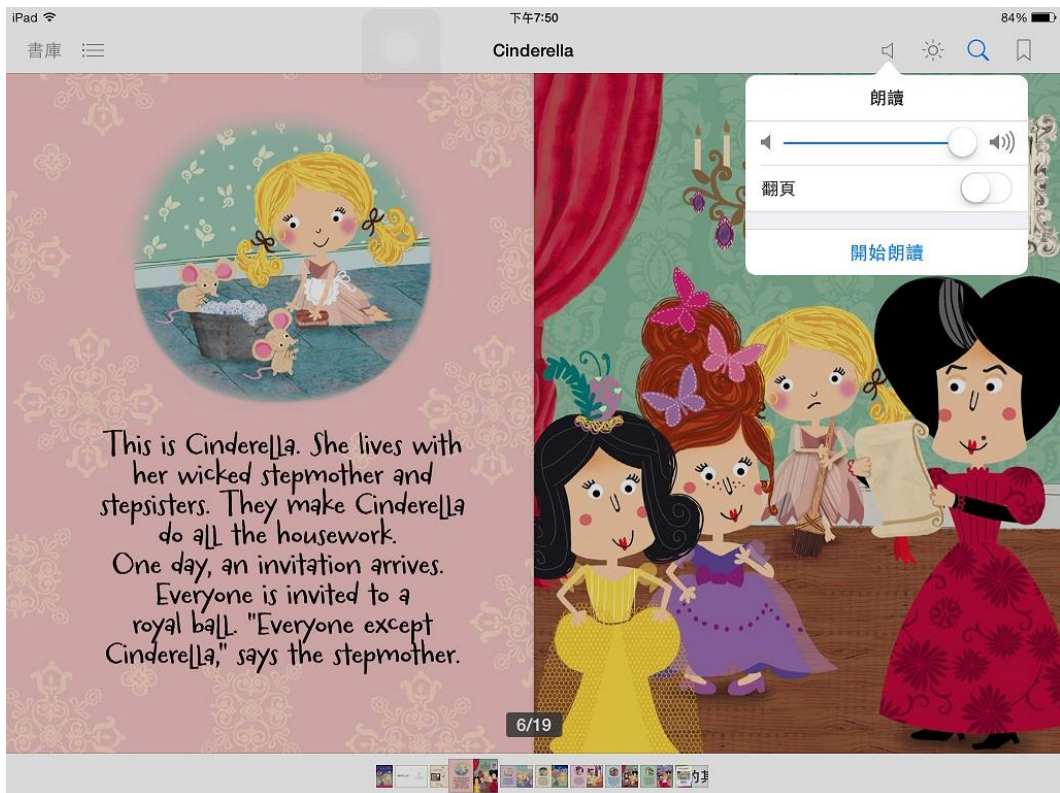 iPad 下午7:50 84%
書庫 Cinderella
朗讀
翻頁
開始朗讀
This is Cinderella. She lives with
her wicked stepmother and
stepsisters. They make Cinderella
do all the housework.
One day, an invitation arrives.
Everyone is invited to a
royal ball. "Everyone except
Cinderella," says the stepmother.
6/19